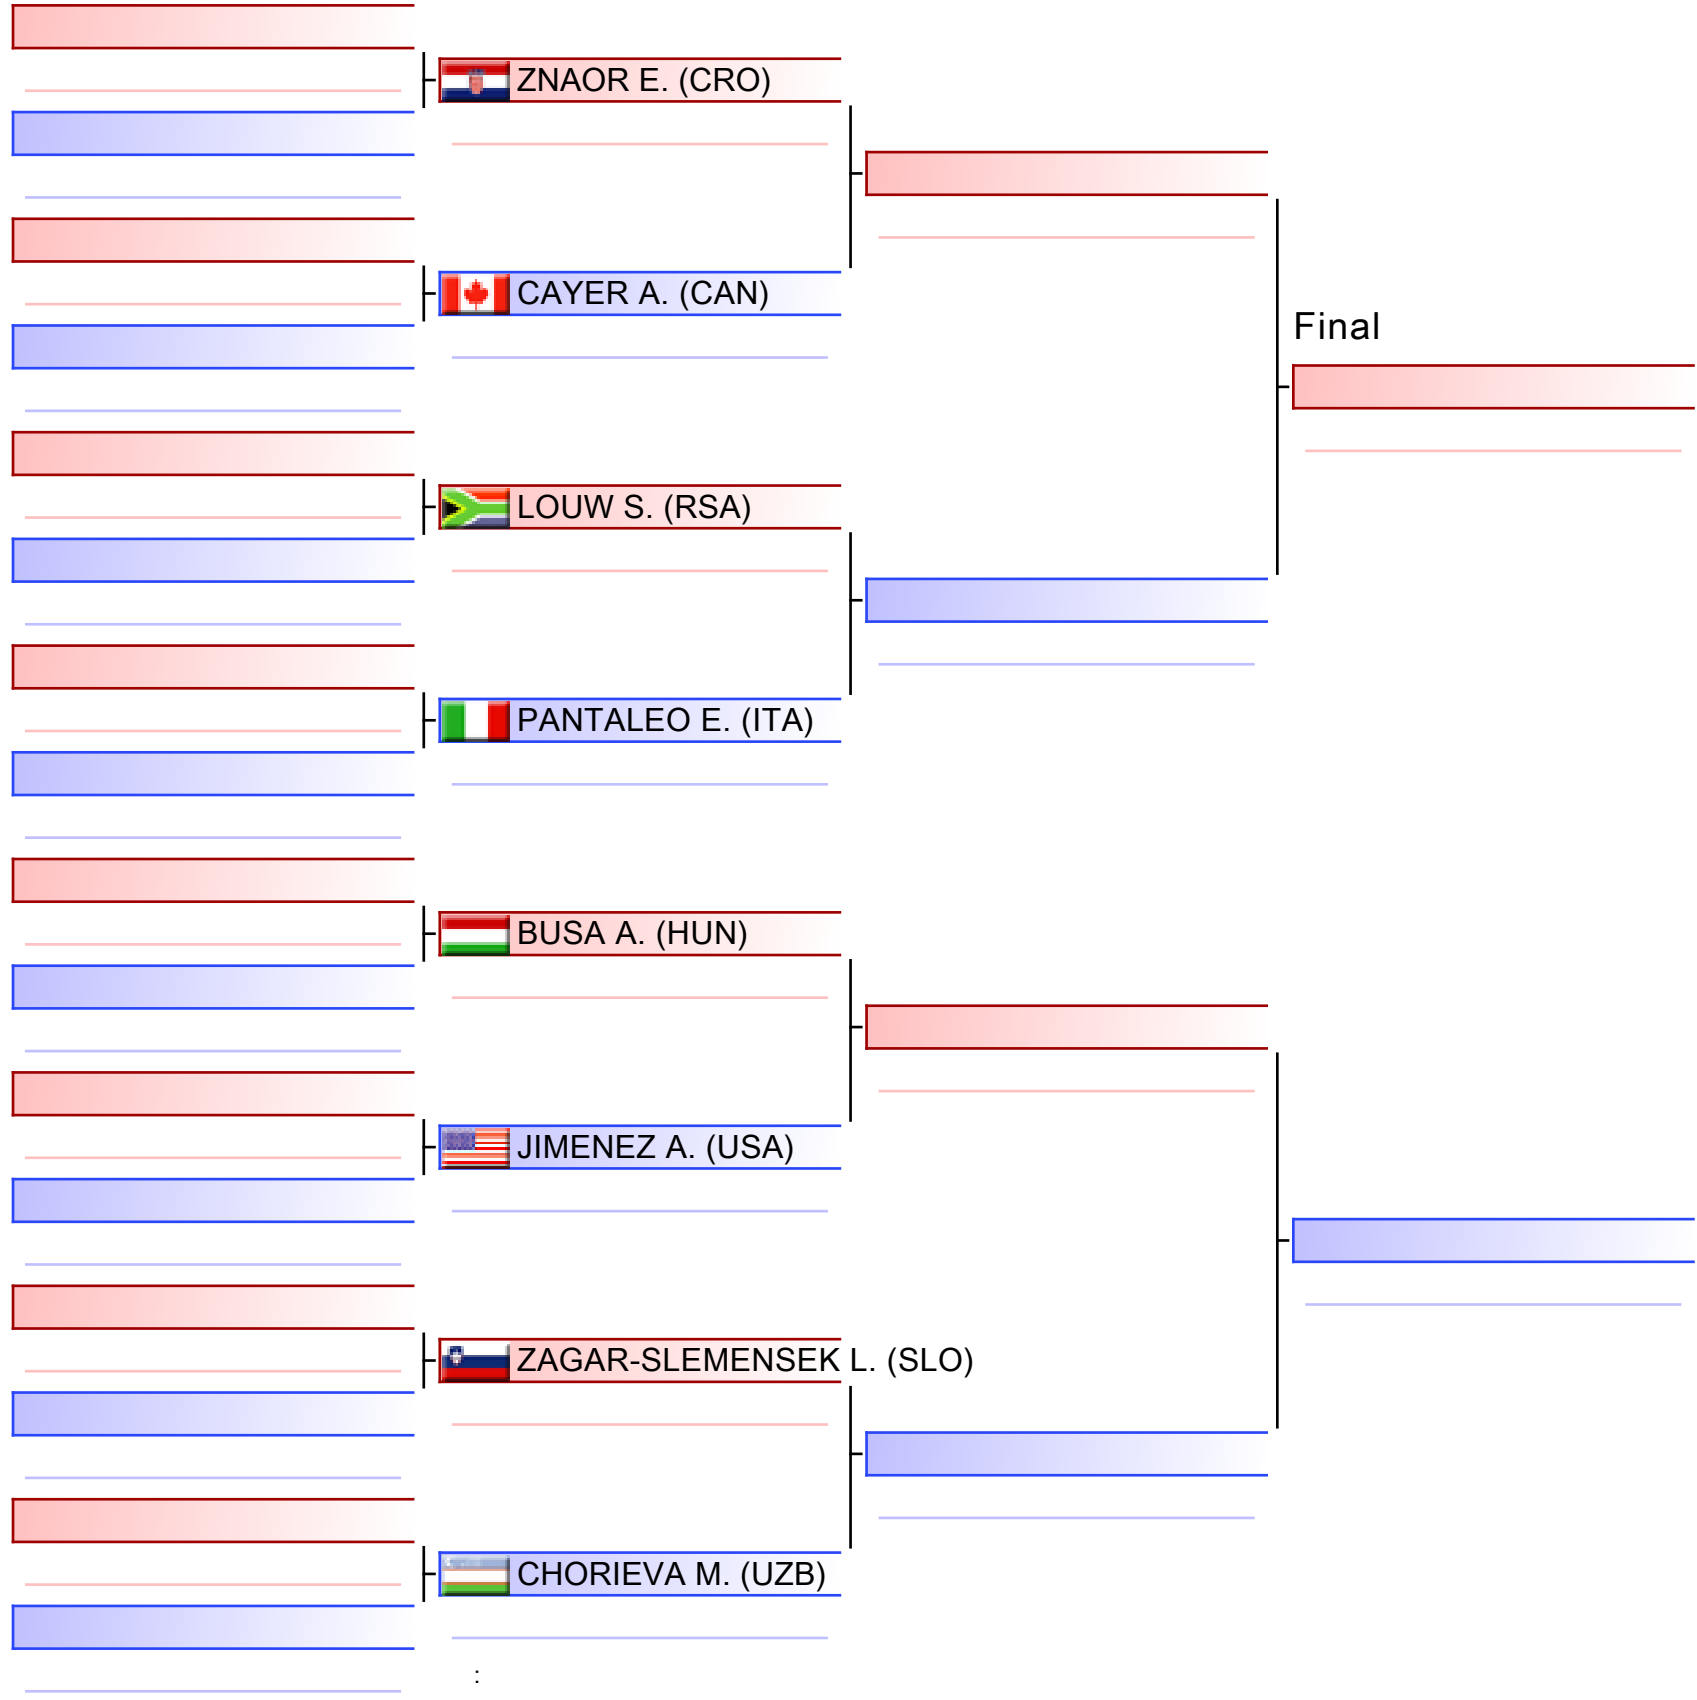 ZNAOR E. (CRO)
CAYER A. (CAN)
Final
LOUW S. (RSA)
PANTALEO E. (ITA)
BUSA A. (HUN)
JIMENEZ A. (USA)
ZAGAR-SLEMENSEK L. (SLO)
CHORIEVA M. (UZB)
: